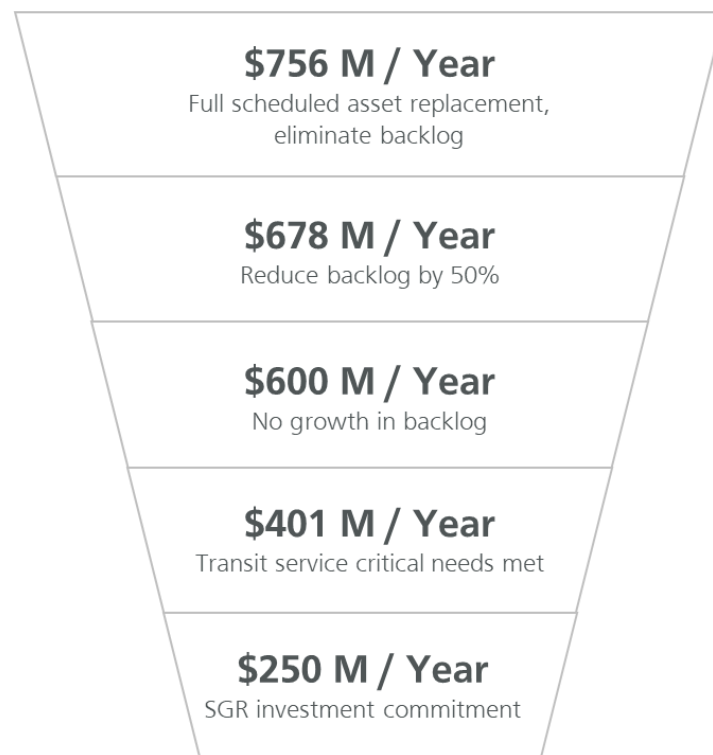 $756 M / Year
Full scheduled asset replacement,
eliminate backlog
$678 M / Year
Reduce backlog by 50%
$600 M / Year
No growth in backlog
$401 M / Year
Transit service critical needs met
$250 M / Year
SGR investment commitment